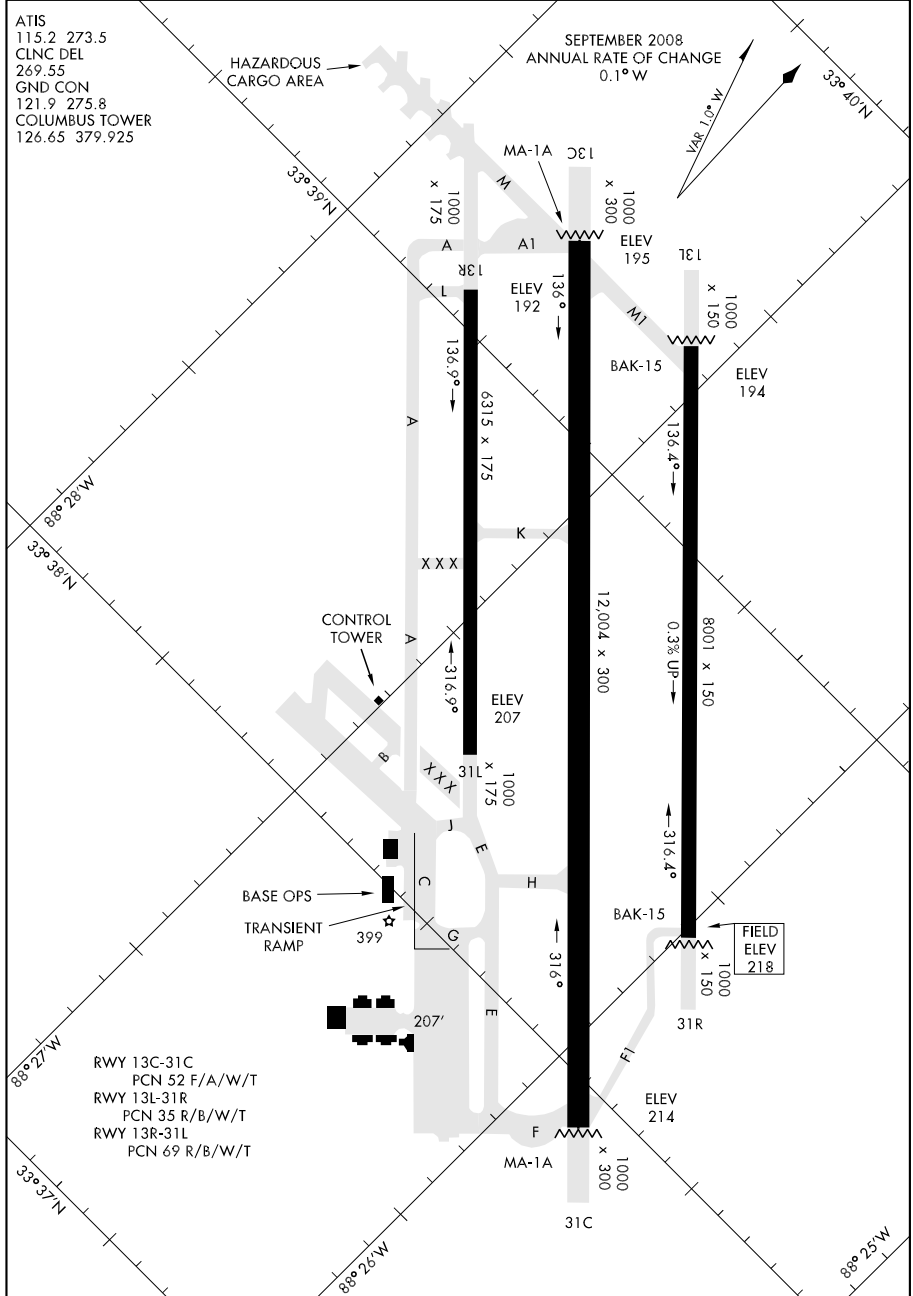 ATIS
115.2 273.5
CLNC DEL
269.55
GND CON
121.9 275.8
COLUMBUS TOWER
126.65 379.925
HAZARDOUS
CARGO AREA
SEPTEMBER 2008
ANNUAL RATE OF CHANGE
0.1° W
VAR 1.0° W
33° 40'N
33° 39'N
MA-1A
13C
1000
x 300
1000
x 175
M
A
A1
ELEV
195
13L
1000
x 150
13R
L
ELEV
192
136°
M1
BAK-15
ELEV
194
136.9°
6315 x 175
136.4°
A
88° 28'W
33° 38'N
K
X X X
CONTROL
TOWER
A
316.9°
12,004 x 300
0.3% UP
8001 x 150
ELEV
207
B
X X X
31L
1000
x 175
J
E
316.4°
BASE OPS
C
H
TRANSIENT
RAMP
399
G
BAK-15
FIELD
ELEV
218
316°
1000
x 150
31R
E
207'
F1
88° 27'W
RWY 13C-31C
PCN 52 F/A/W/T
RWY 13L-31R
PCN 35 R/B/W/T
RWY 13R-31L
PCN 69 R/B/W/T
ELEV
214
F
MA-1A
1000
x 300
31C
33° 37'N
88° 26'W
88° 25'W